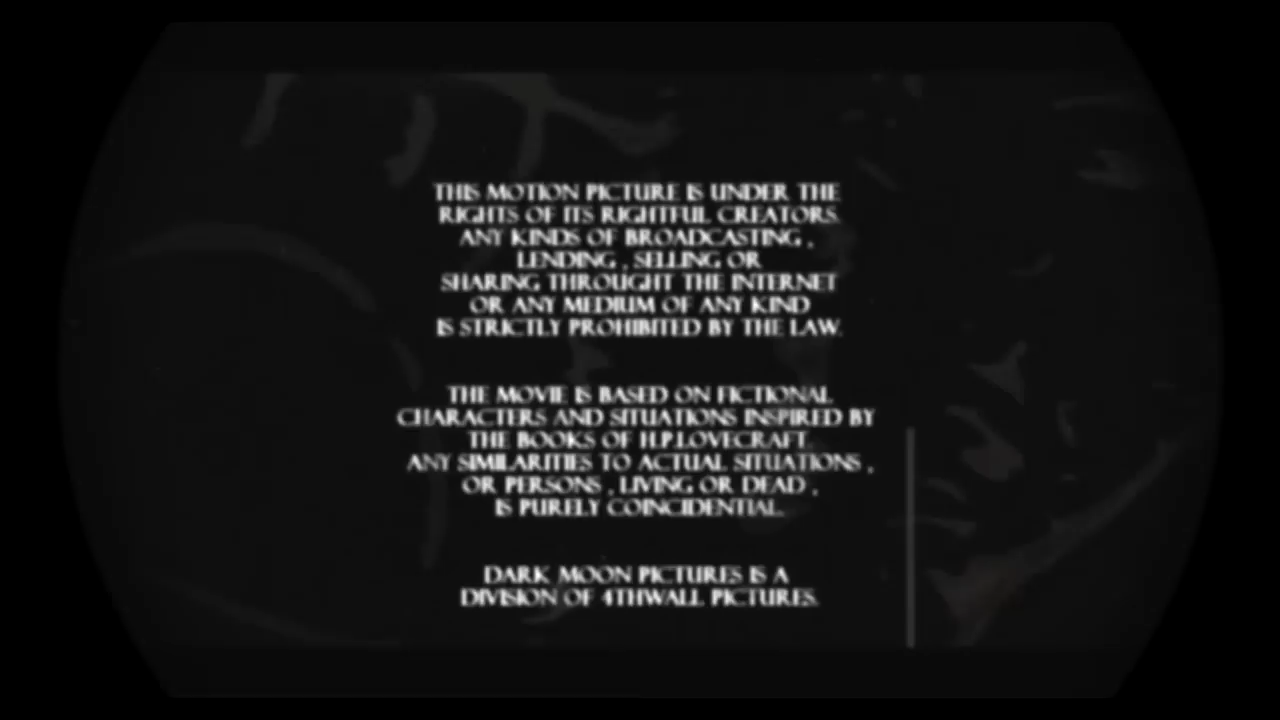 THIS MOTION PICTURE IS UNDER THE
RIGHTS OF ITS RIGHTFUL CREATORS.
ANY KINDS OF BROADCASTING ,
LENDING , SELLING OR
SHARING THROUGHT THE INTERNET
OR ANY MEDIUM OF ANY KIND
IS STRICTLY PROHIBITED BY THE LAW.
THE MOVIE IS BASED ON FICTIONAL
CHARACTERS AND SITUATIONS INSPIRED BY
THE BOOKS OF H.P.LOVECRAFT.
ANY SIMILARITIES TO ACTUAL SITUATIONS ,
OR PERSONS , LIVING OR DEAD ,
IS PURELY COINCIDENTIAL.
DARK MOON PICTURES IS A
DIVISION OF 4THWALL PICTURES.